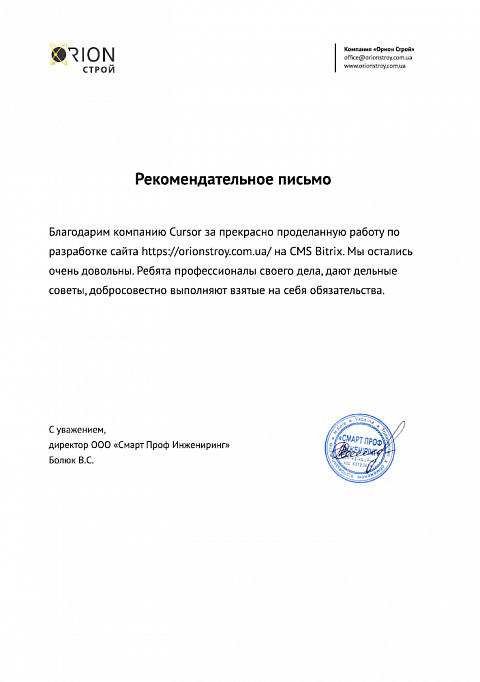 ORION
СТРОЙ
Компания «Орион Строй»
office@orionstroy.com.ua
www.orionstroy.com.ua
Рекомендательное письмо
Благодарим компанию Cursor за прекрасно проделанную работу по
разработке сайта https://orionstroy.com.ua/ на CMS Bitrix. Мы остались
очень довольны. Ребята профессионалы своего дела, дают дельные
советы, добросовестно выполняют взятые на себя обязательства.
С уважением,
директор ООО «Смарт Проф Инжениринг»
Болюк В.С.
«СМАРТ ПРОФ